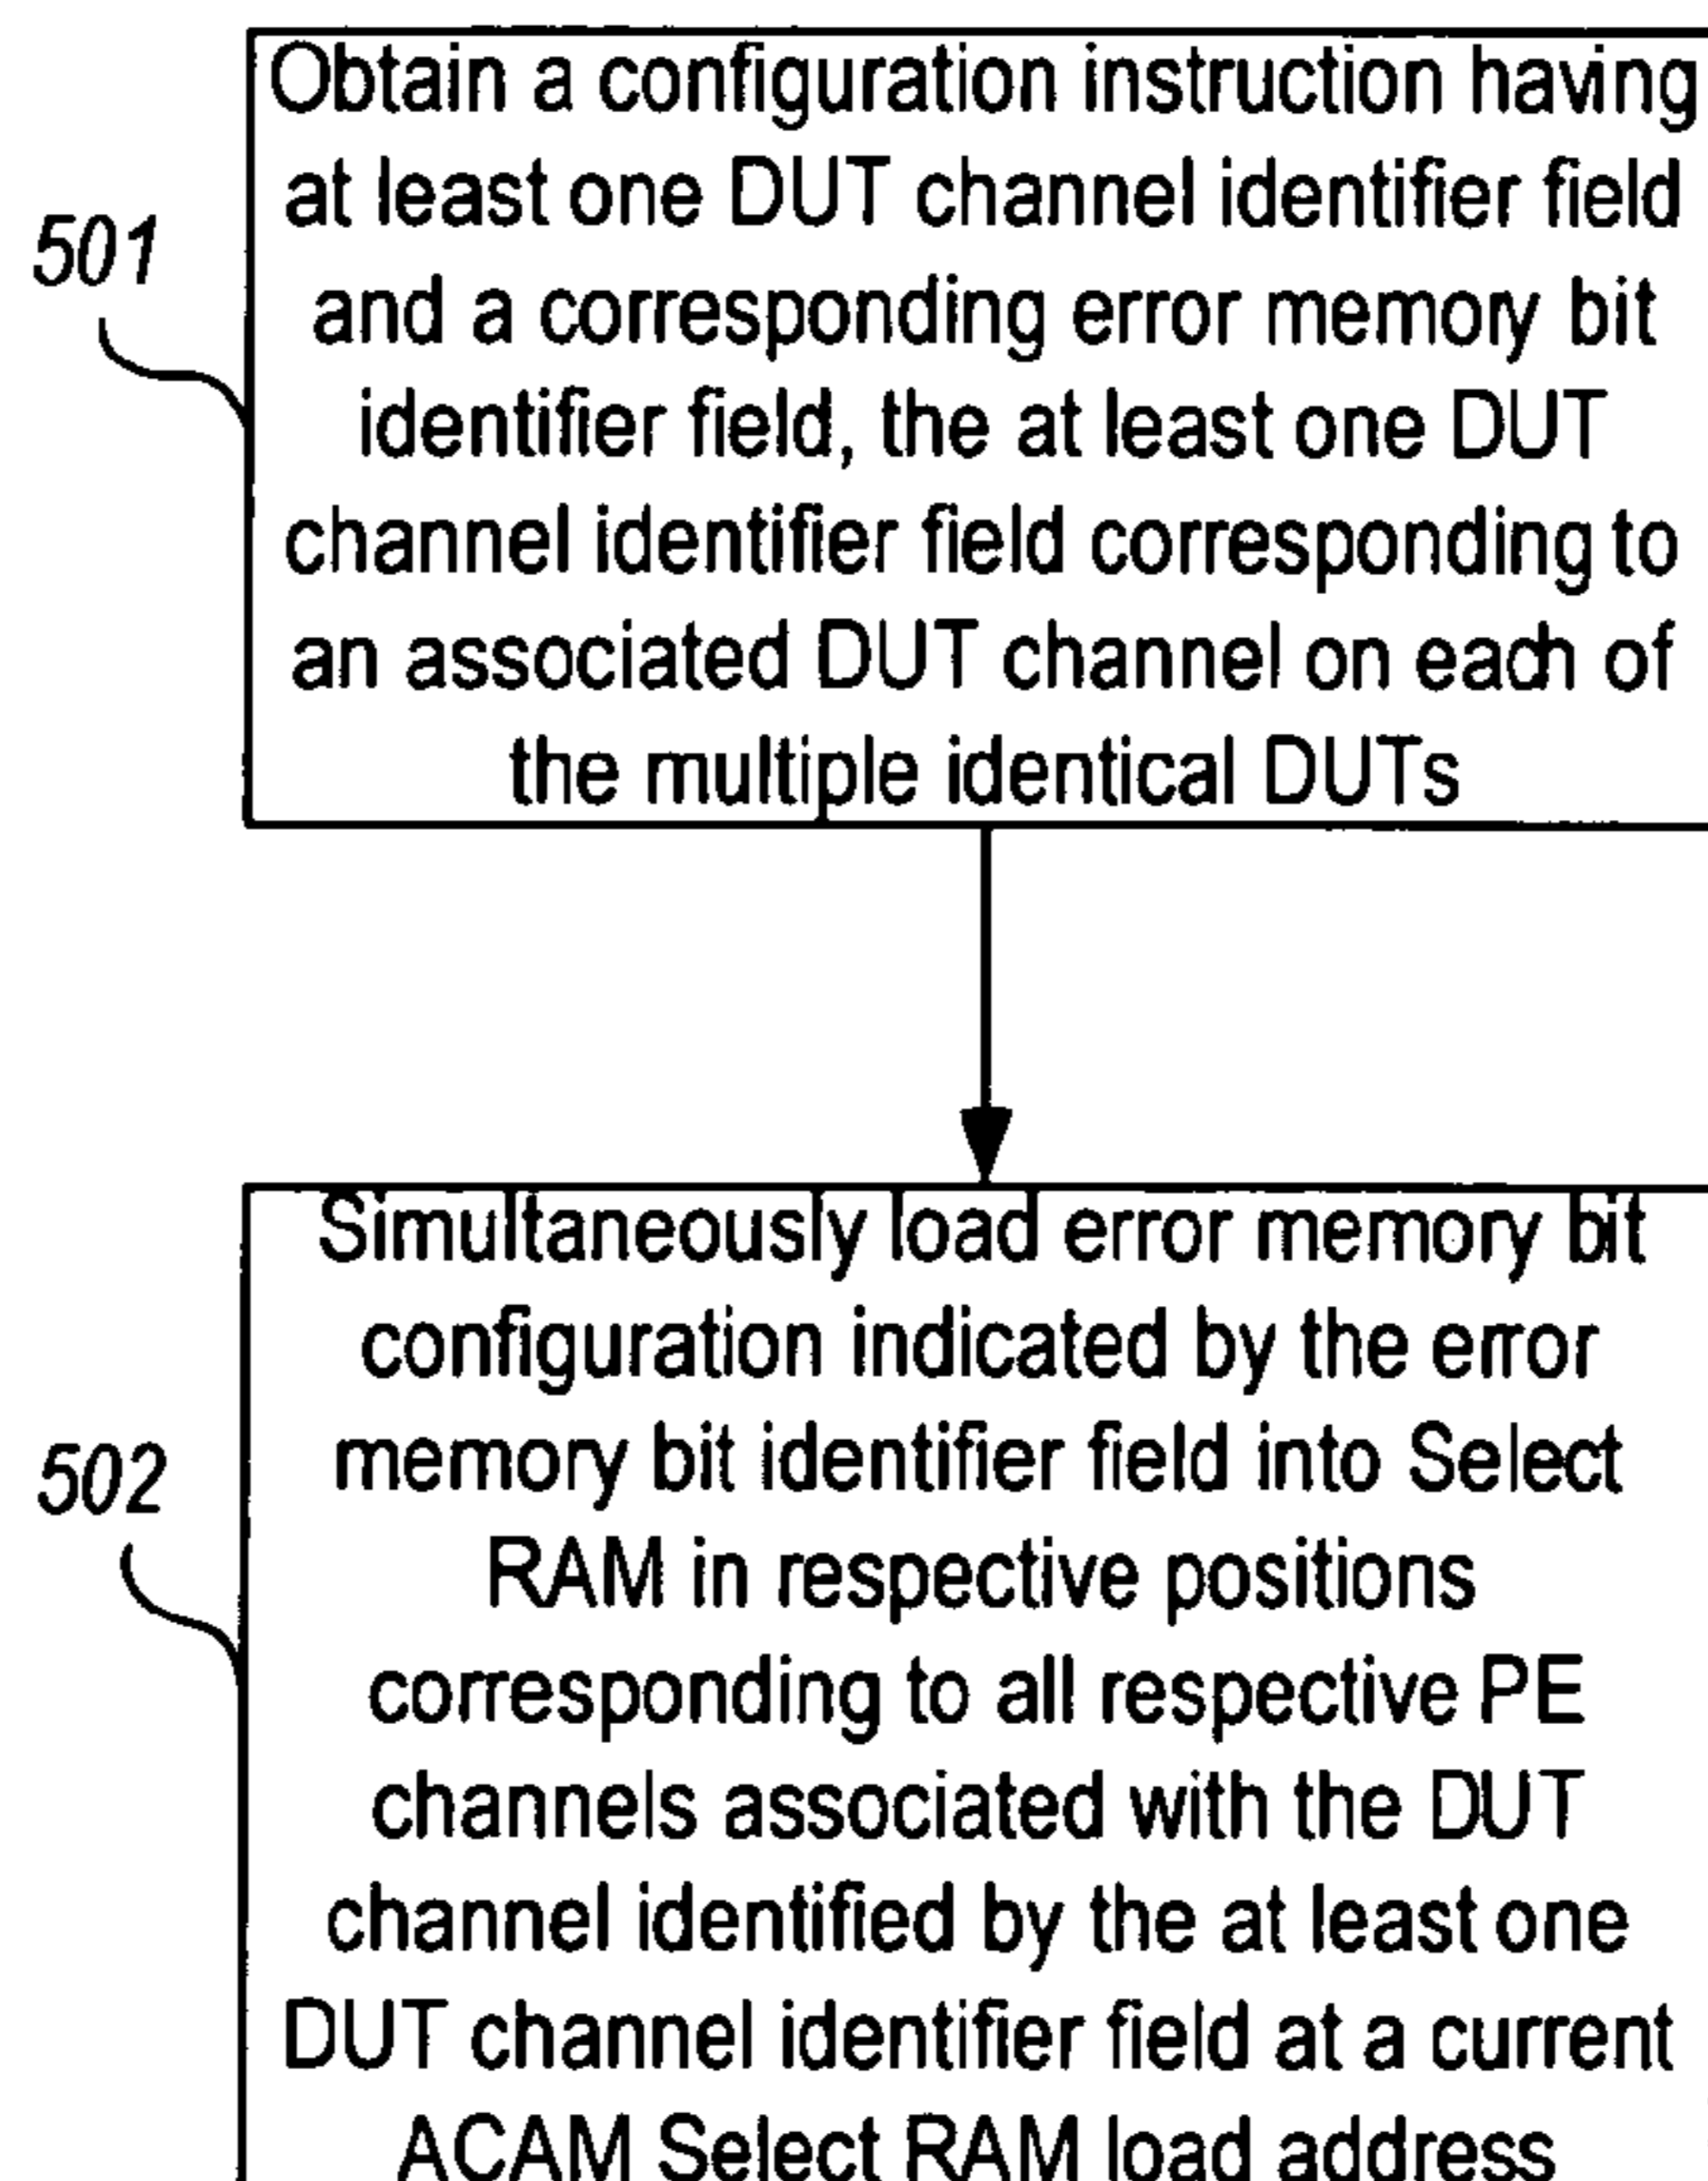 Obtain a configuration instruction having
at least one DUT channel identifier field
501
and a corresponding error memory bit
identifier field, the at least one DUT
channel identifier field corresponding to
an associated DUT channel on each of
the multiple identical DUTs
Simultaneously load error memory bit
configuration indicated by the error
502
memory bit identifier field into Select
RAM in respective positions
corresponding to all respective PE
channels associated with the DUT
channel identified by the at least one
DUT channel identifier field at a current
ACAM Select RAM load address